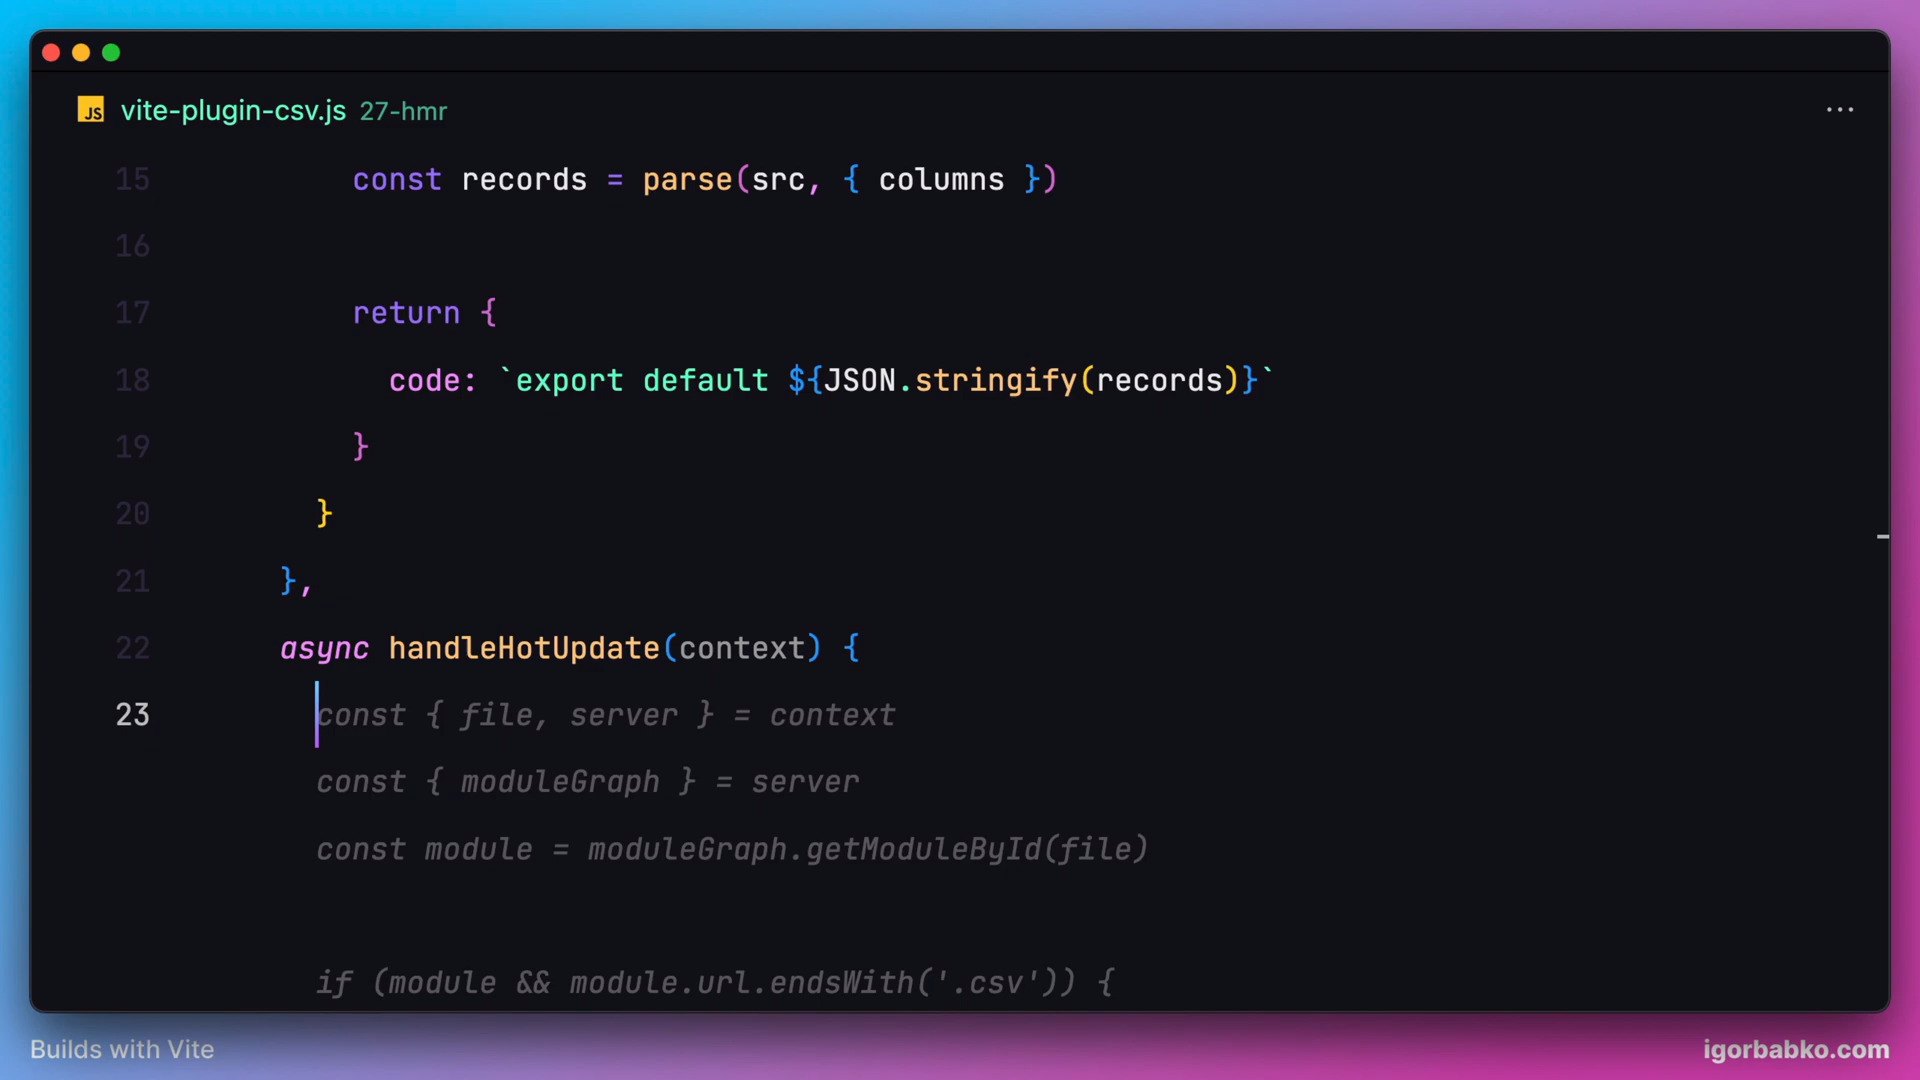 JS vite-plugin-csv.js 27-hmr ...
15 const records = parse(src, { columns })
16
17 return {
18 code: `export default ${JSON.stringify(records)}`
19 }
20 }
21 },
22 async handleHotUpdate(context) {
23 const { file, server } = context
const { moduleGraph } = server
const module = moduleGraph.getModuleById(file)
if (module && module.url.endsWith('.csv')) {
Builds with Vite
igorbabko.com